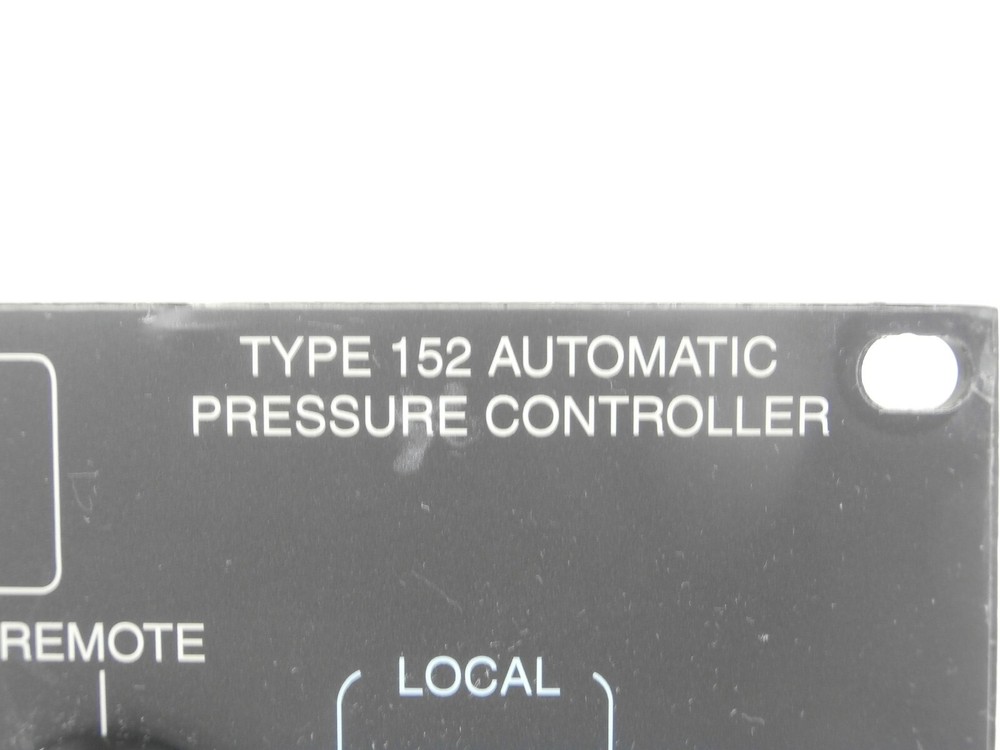 TYPE 152 AUTOMATIC
PRESSURE CONTROLLER
REMOTE
LOCAL